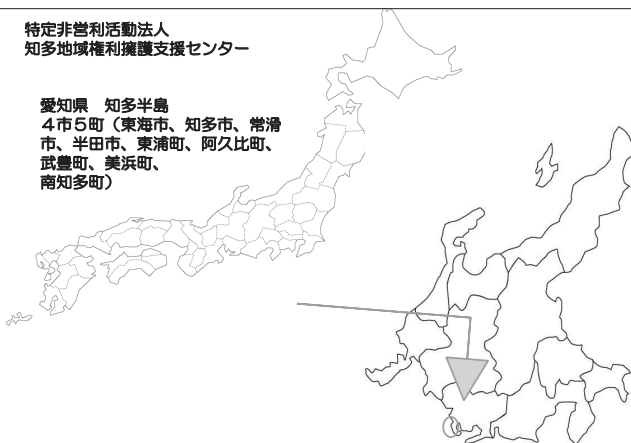 特定非営利活動法人
知多地域権利擁護支援センター
愛知県　知多半島
４市５町（東海市、知多市、常滑
市、半田市、東浦町、阿久比町、
武豊町、美浜町、
南知多町）